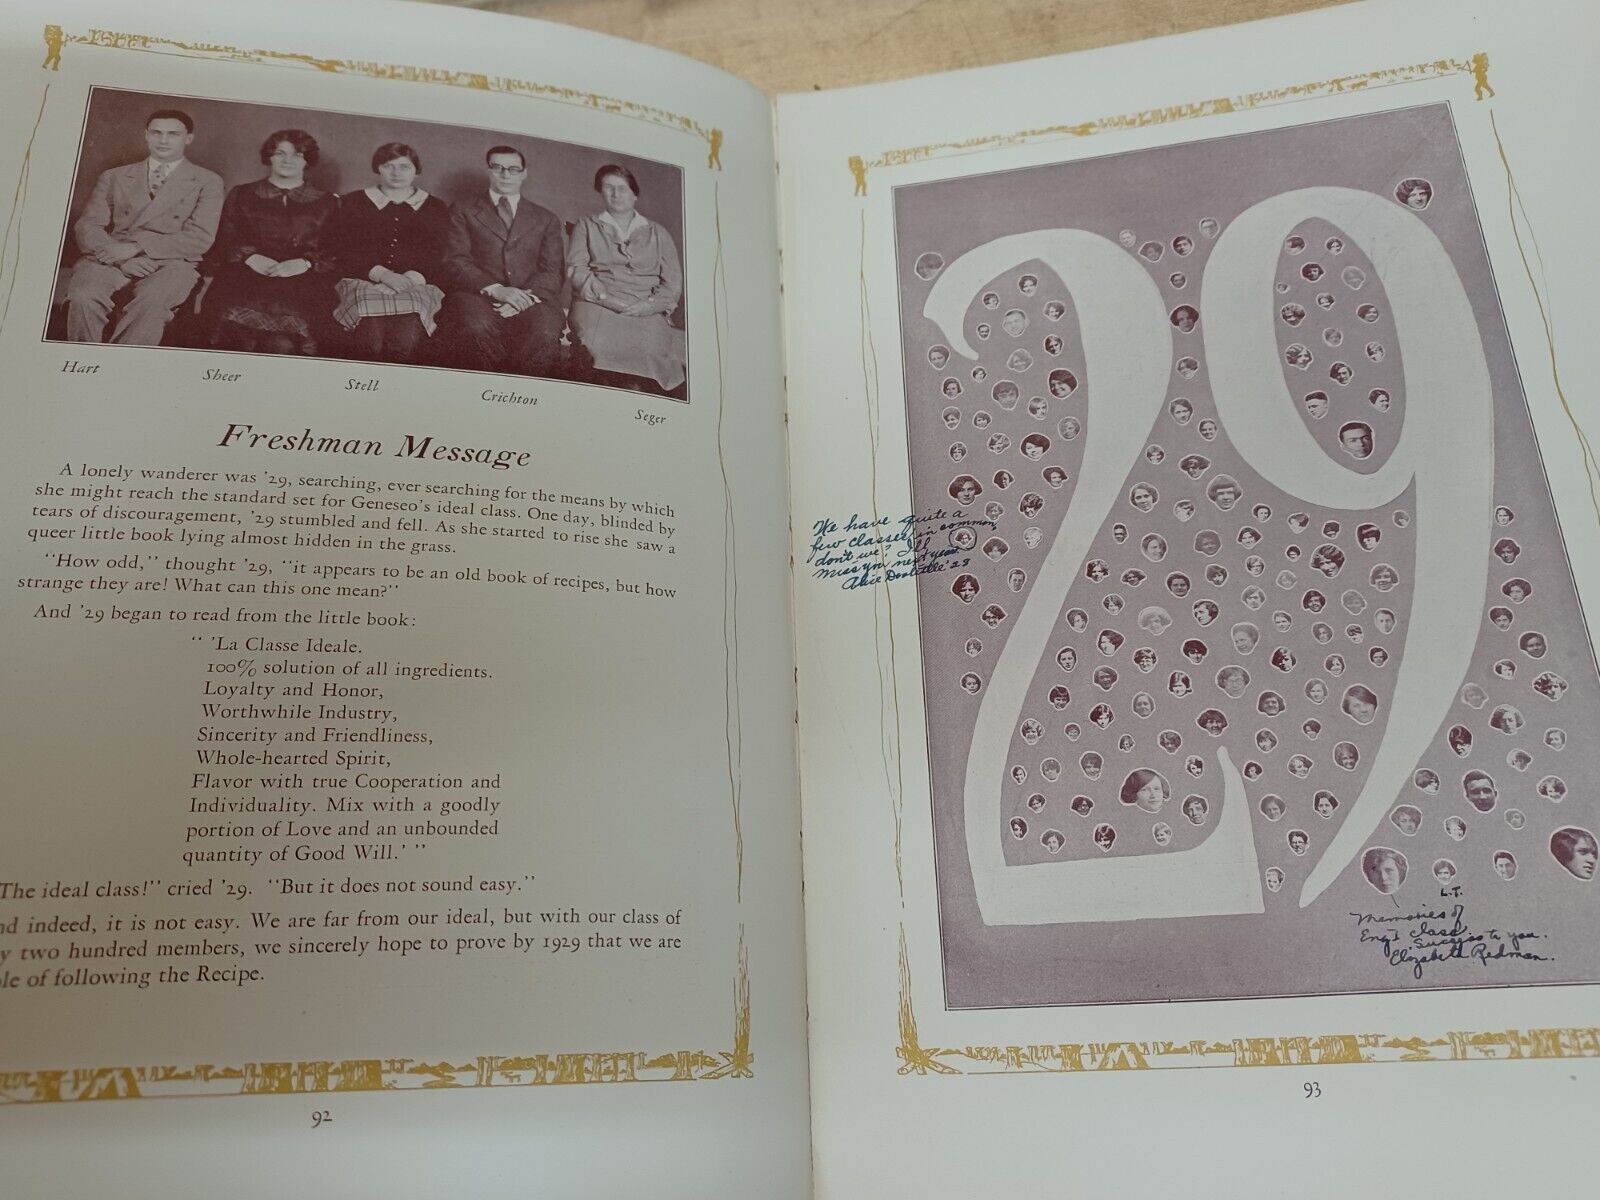 Hart Sheer Stell Crichton Seger
Freshman Message
A lonely wanderer was '29, searching, ever searching for the means by which
she might reach the standard set for Geneseo's ideal class. One day, blinded by
tears of discouragement, '29 stumbled and fell. As she started to rise she saw a
queer little book lying almost hidden in the grass.
"How odd," thought '29, "it appears to be an old book of recipes, but how
strange they are! What can this one mean?"
And '29 began to read from the little book:
" 'La Classe Ideale.
100% solution of all ingredients.
Loyalty and Honor,
Worthwhile Industry,
Sincerity and Friendliness,
Whole-hearted Spirit,
Flavor with true Cooperation and
Individuality. Mix with a goodly
portion of Love and an unbounded
quantity of Good Will.' "
The ideal class!" cried '29. "But it does not sound easy."
nd indeed, it is not easy. We are far from our ideal, but with our class of
y two hundred members, we sincerely hope to prove by 1929 that we are
le of following the Recipe.
92
29
We have quite a
few classes in common,
don't we? I'll
miss you next year.
'28
L.T.
Memories of
Eng I class.
Success to you.
Elizabeth Redman.
93